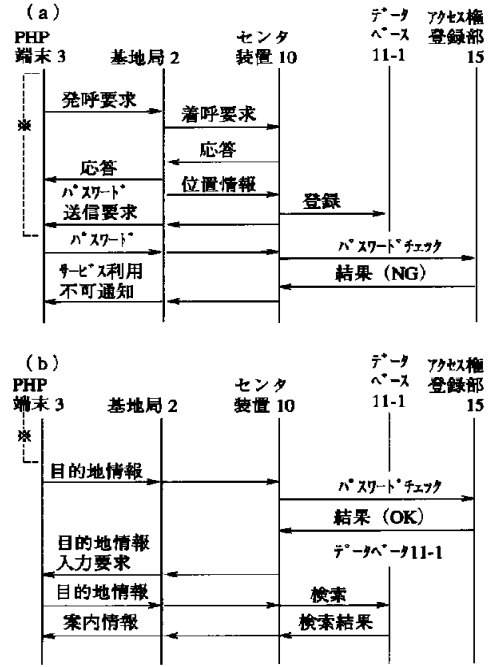 (a)
PHP
端末3
基地局2
センタ
装置10
データ
ベース
11-1
アクセス権
登録部
15
※
発呼要求
着呼要求
応答
応答
位置情報
パスワード
送信要求
登録
パスワード
パスワードチェック
サービス利用
不可通知
結果(NG)
(b)
PHP
端末3
基地局2
センタ
装置10
データ
ベース
11-1
アクセス権
登録部
15
※
目的地情報
パスワードチェック
結果(OK)
目的地情報
入力要求
データベータ11-1
目的地情報
検索
案内情報
検索結果